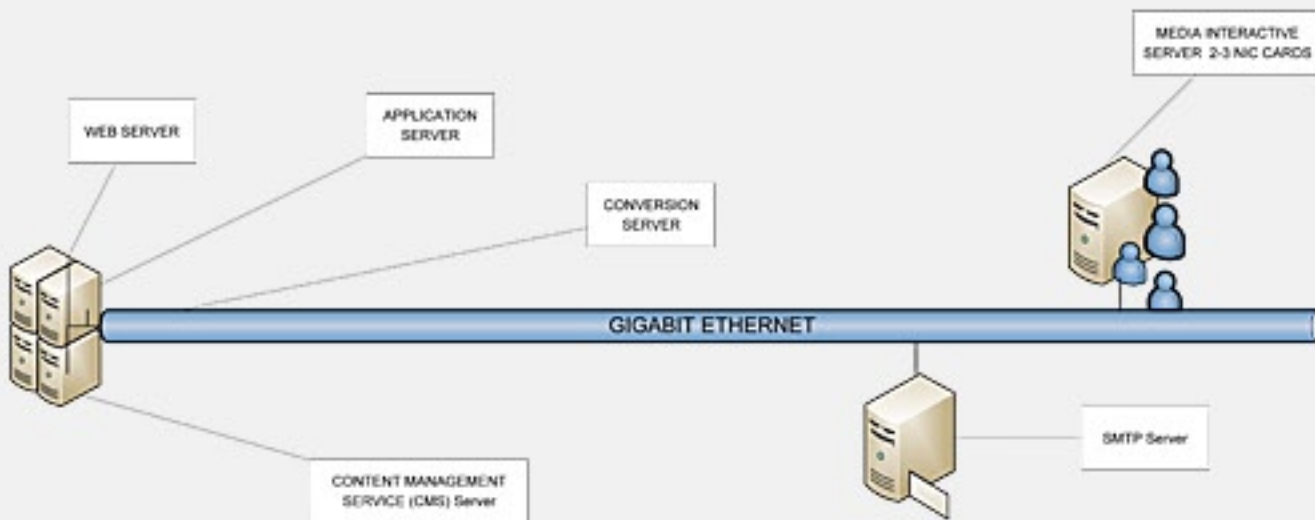 MEDIA INTERACTIVE
SERVER 2-3 NIC CARDS
WEB SERVER
APPLICATION
SERVER
CONVERSION
SERVER
GIGABIT ETHERNET
SMTP Server
CONTENT MANAGEMENT
SERVICE (CMS) Server